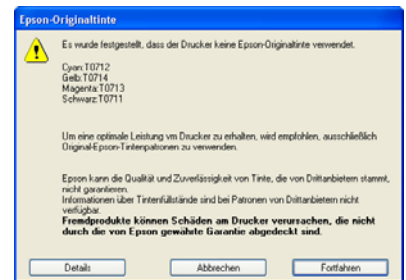 Epson-Originaltinte
Es wurde festgestellt, dass der Drucker keine Epson-Originaltinte verwendet.
Cyan:T0712
Gelb:T0714
Magenta:T0713
Schwarz:T0711
Um eine optimale Leistung vm Drucker zu erhalten, wird empfohlen, ausschließlich
Original-Epson-Tintenpatronen zu verwenden.
Epson kann die Qualität und Zuverlässigkeit von Tinte, die von Drittanbietern stammt,
nicht garantieren.
Informationen über Tintenfüllstände sind bei Patronen von Drittanbietern nicht
verfügbar.
Fremdprodukte können Schäden am Drucker verursachen, die nicht
durch die von Epson gewährte Garantie abgedeckt sind.
Details Abbrechen Fortfahren